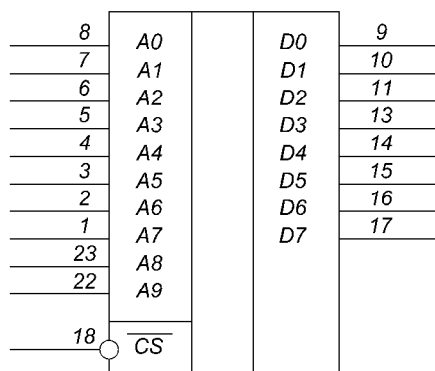 8 A0 D0 9
7 A1 D1 10
6 A2 D2 11
5 A3 D3 13
4 A4 D4 14
3 A5 D5 15
2 A6 D6 16
1 A7 D7 17
23 A8
22 A9
18 C̅S̅